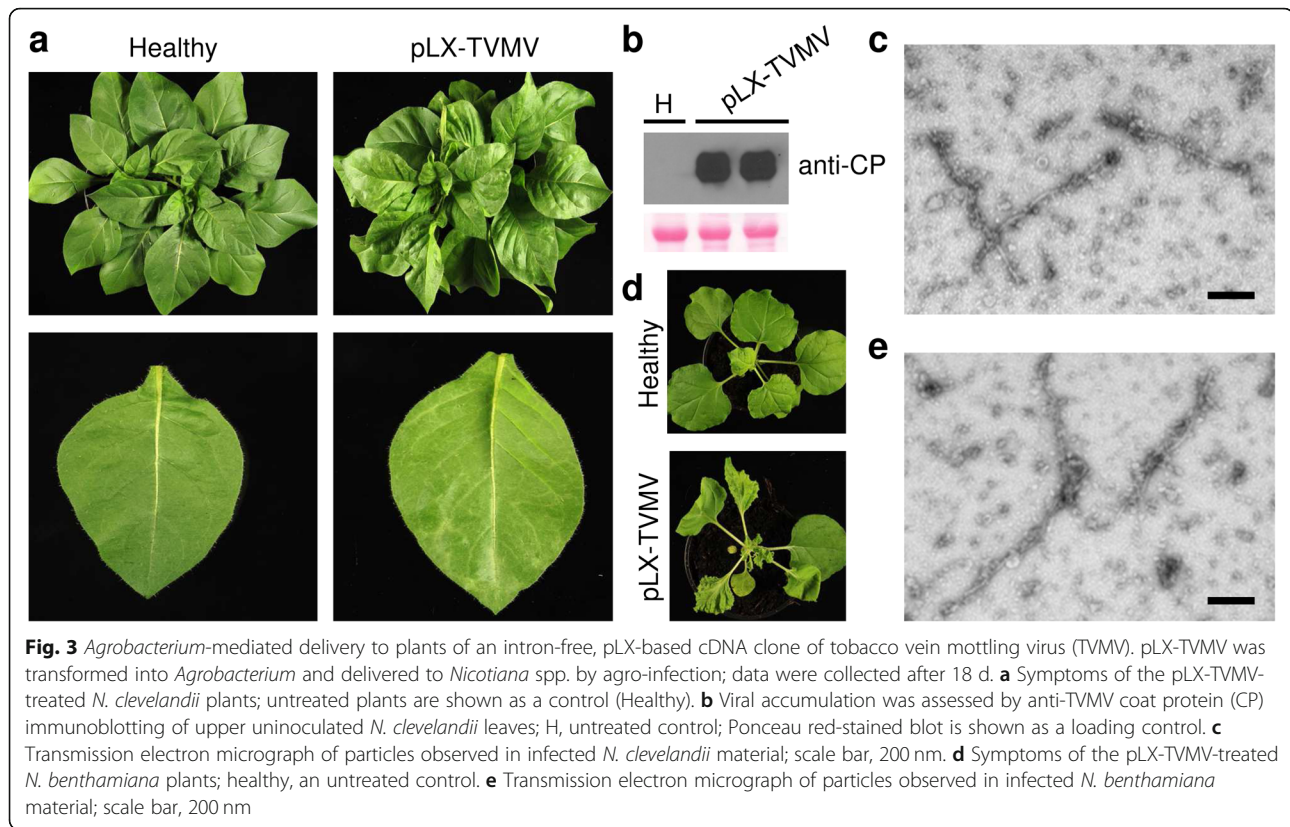 a
Healthy
pLX-TVMV
b
H
pLX-TVMV
anti-CP
c
d
Healthy
pLX-TVMV
e
Fig. 3 Agrobacterium-mediated delivery to plants of an intron-free, pLX-based cDNA clone of tobacco vein mottling virus (TVMV). pLX-TVMV was
transformed into Agrobacterium and delivered to Nicotiana spp. by agro-infection; data were collected after 18 d. a Symptoms of the pLX-TVMV-
treated N. clevelandii plants; untreated plants are shown as a control (Healthy). b Viral accumulation was assessed by anti-TVMV coat protein (CP)
immunoblotting of upper uninoculated N. clevelandii leaves; H, untreated control; Ponceau red-stained blot is shown as a loading control. c
Transmission electron micrograph of particles observed in infected N. clevelandii material; scale bar, 200 nm. d Symptoms of the pLX-TVMV-treated
N. benthamiana plants; healthy, an untreated control. e Transmission electron micrograph of particles observed in infected N. benthamiana
material; scale bar, 200 nm